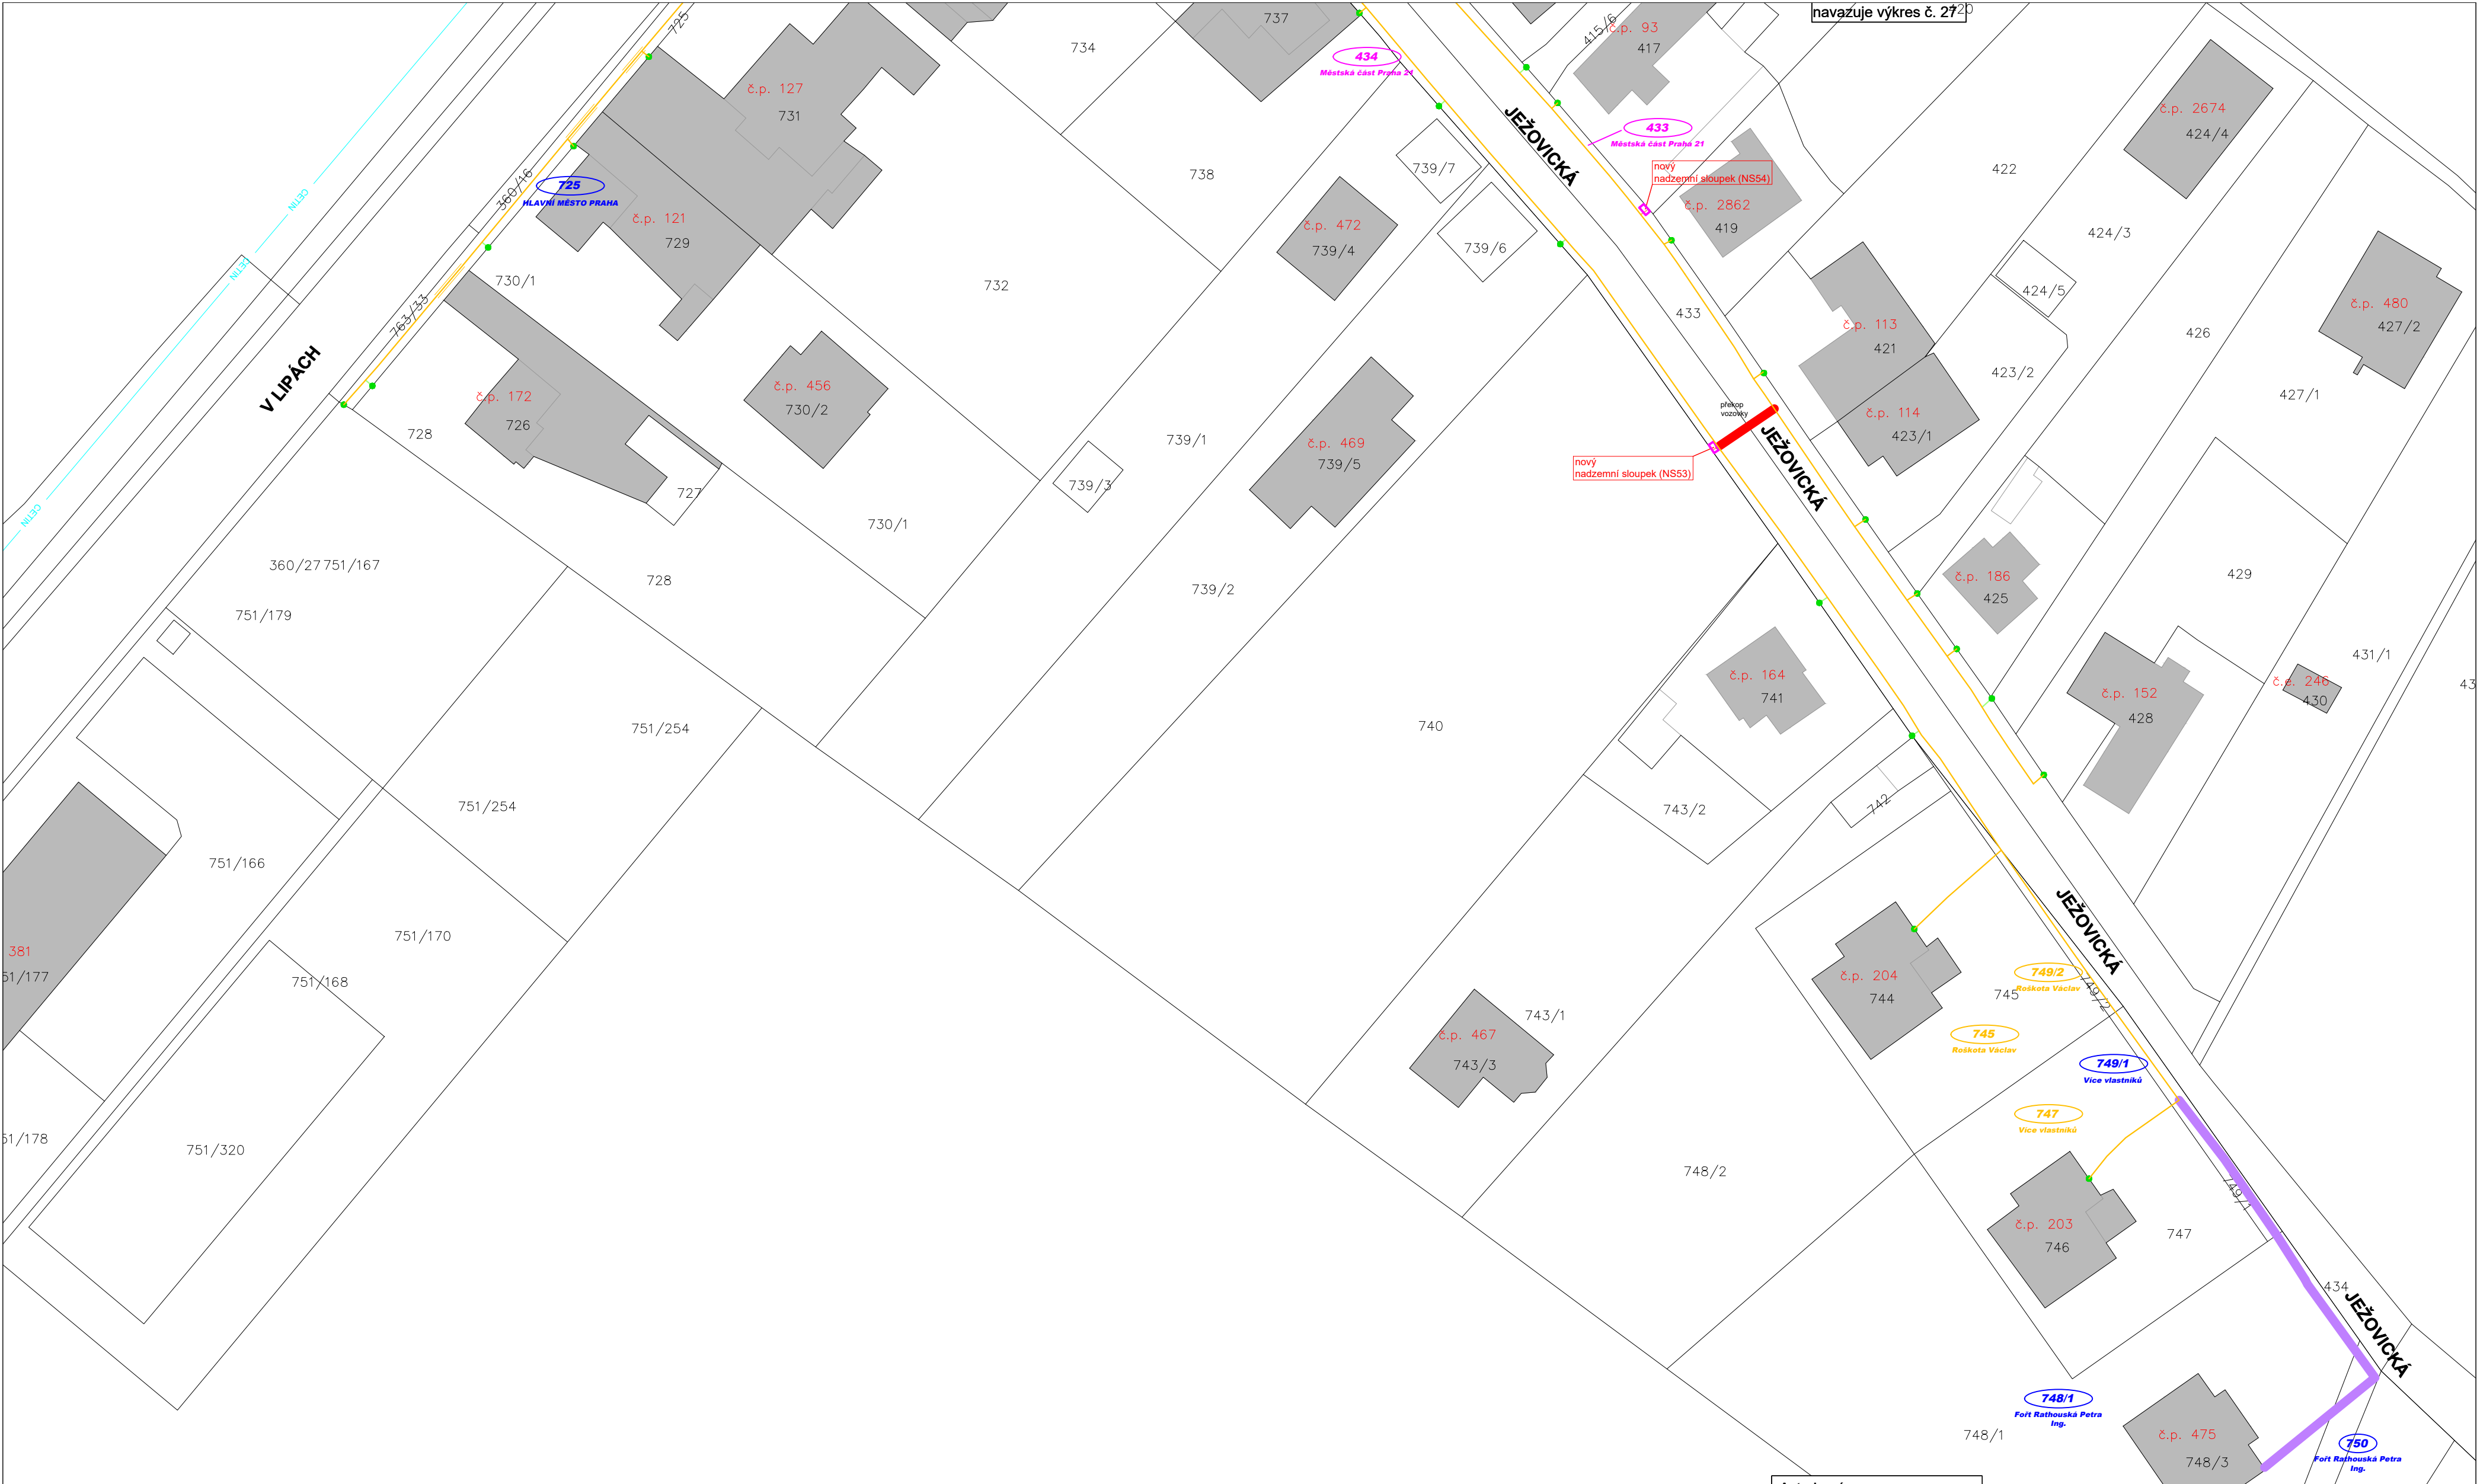 navazuje výkres č. 27
725
737
415/6
č.p. 93
417
734
434
Městská část Praha 21
č.p. 127
731
č.p. 2674
424/4
JEŽOVICKÁ
433
Městská část Praha 21
nový
nadzemní sloupek (NS54)
739/7
738
422
360/16
725
HLAVNÍ MĚSTO PRAHA
CETIN
č.p. 121
729
č.p. 472
739/4
739/6
č.p. 2862
419
424/3
CETIN
730/1
732
424/5
č.p. 480
427/2
763/33
433
č.p. 113
421
426
V LIPÁCH
č.p. 172
726
č.p. 456
730/2
423/2
427/1
překop
vozovky
č.p. 114
423/1
728
739/1
č.p. 469
739/5
JEŽOVICKÁ
nový
nadzemní sloupek (NS53)
727
739/3
CETIN
730/1
360/27
751/167
728
739/2
č.p. 186
425
429
751/179
431/1
č.p. 164
741
č.p. 152
428
č.e. 246
430
751/254
740
751/254
743/2
742
751/166
JEŽOVICKÁ
751/170
381
751/168
č.p. 204
744
749/2
Roškota Václav
745
749/2
743/1
745
Roškota Václav
č.p. 467
743/3
749/1
Více vlastníků
747
Více vlastníků
751/320
748/2
749/1
č.p. 203
746
747
434
JEŽOVICKÁ
748/1
Fořt Rathouská Petra
Ing.
748/1
č.p. 475
748/3
750
Fořt Rathouská Petra
Ing.